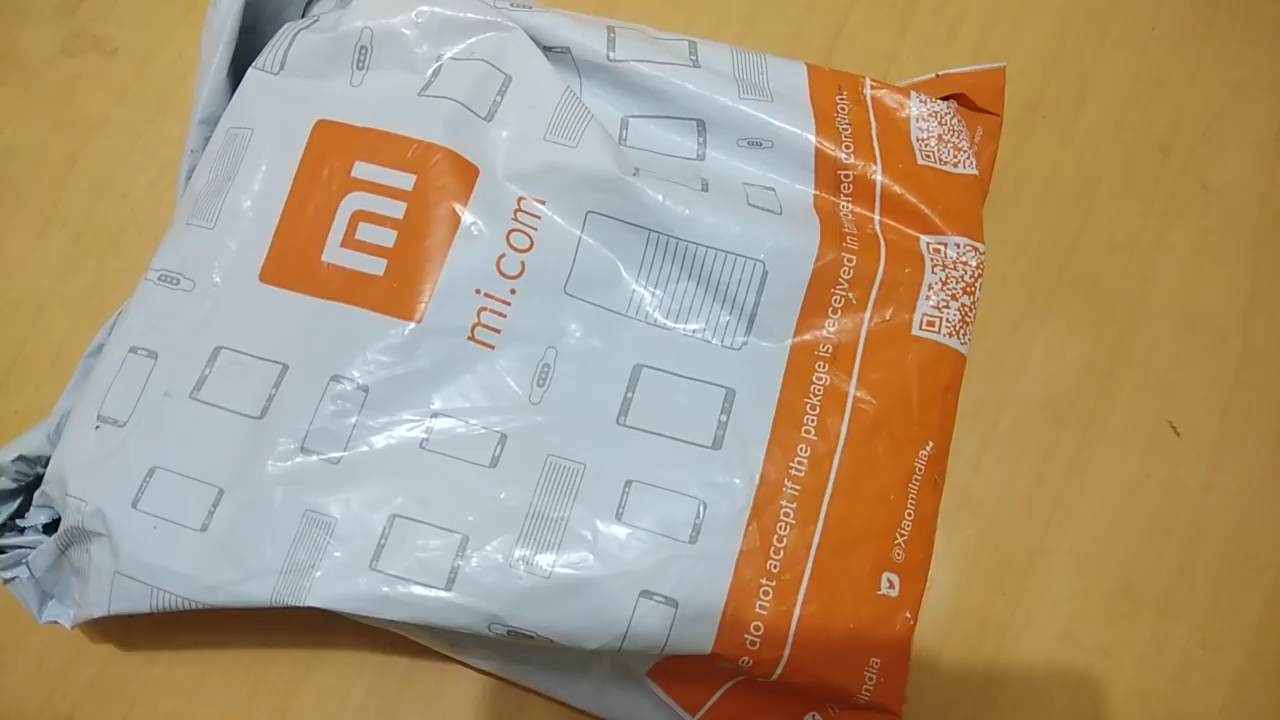 mi
mi.com
do not accept if the package is received in tampered condition.
@XiaomiIndia
India